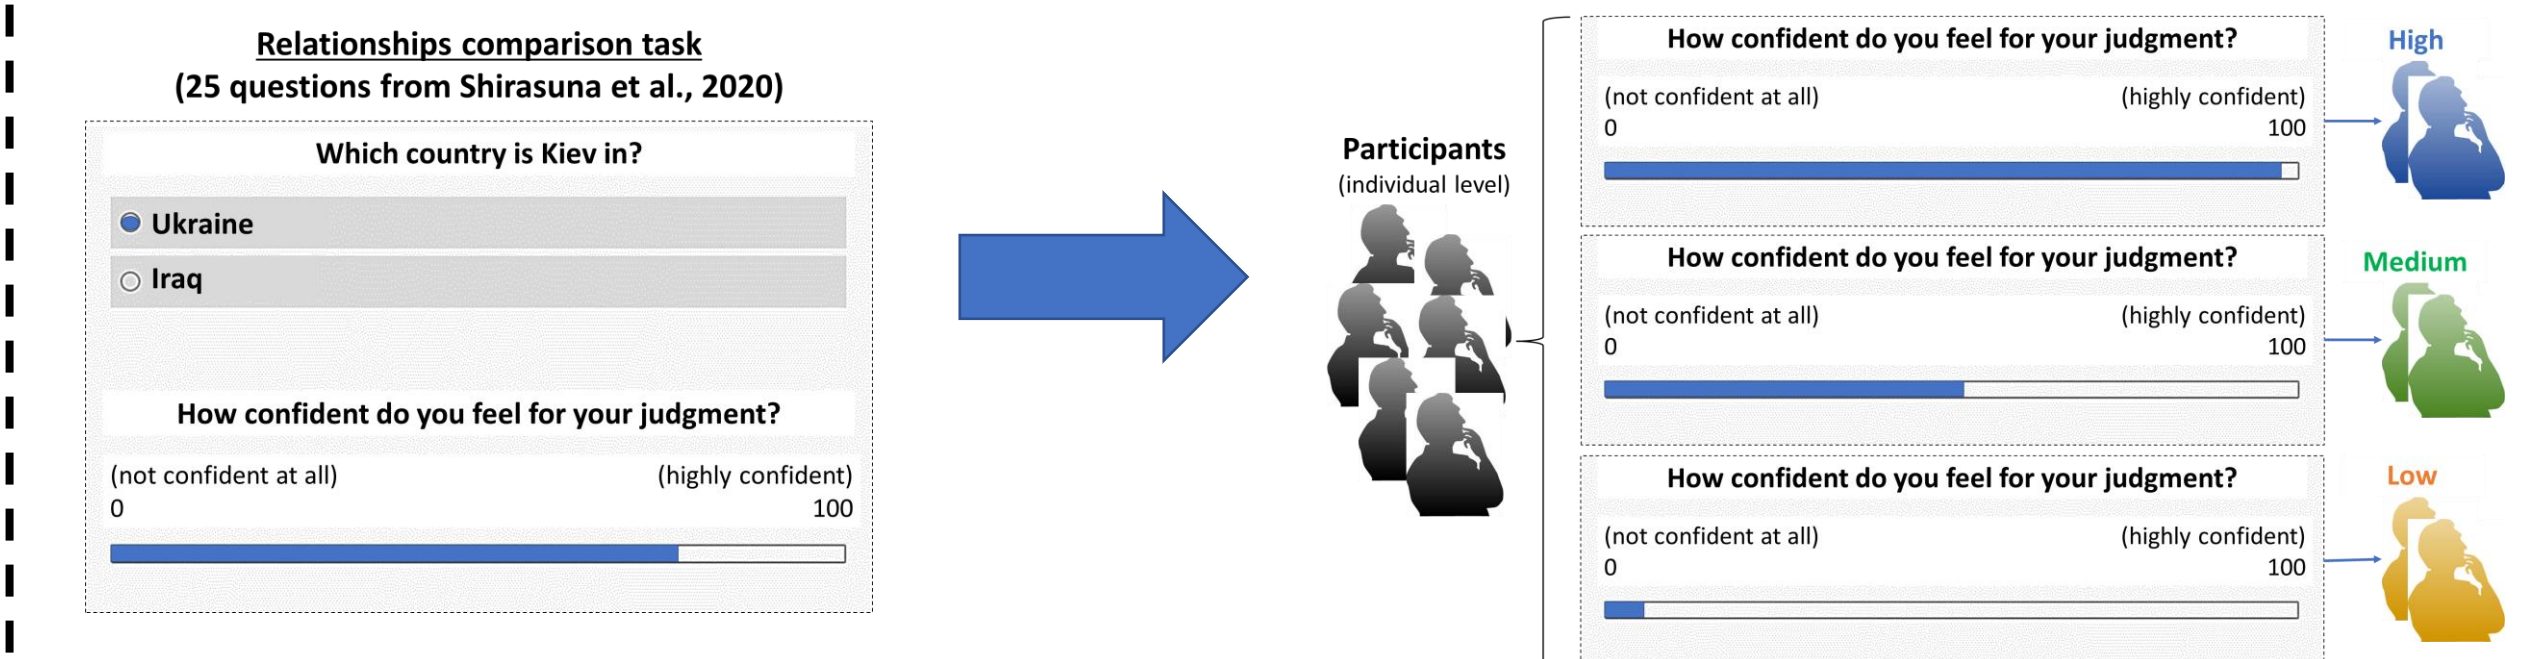 Relationships comparison task
(25 questions from Shirasuna et al., 2020)
Which country is Kiev in?
Ukraine
Iraq
How confident do you feel for your judgment?
(not confident at all) (highly confident)
0 100
Participants
(individual level)
How confident do you feel for your judgment?
(not confident at all) (highly confident)
0 100
High
How confident do you feel for your judgment?
(not confident at all) (highly confident)
0 100
Medium
How confident do you feel for your judgment?
(not confident at all) (highly confident)
0 100
Low